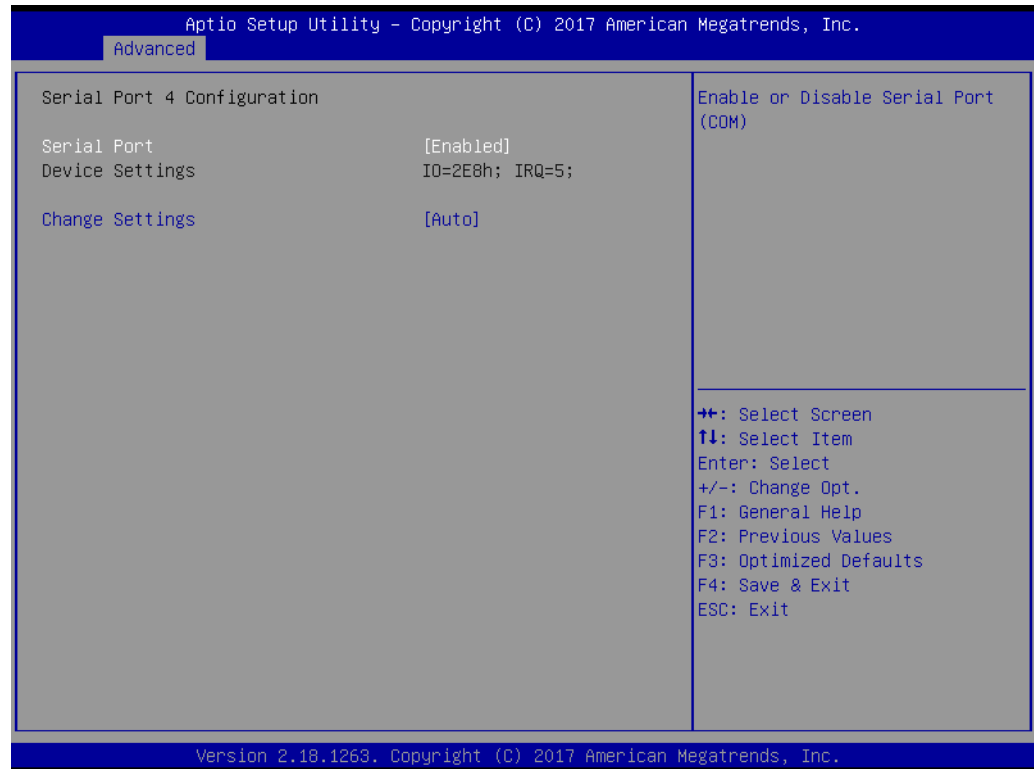 Aptio Setup Utility – Copyright (C) 2017 American Megatrends, Inc.
Advanced
Serial Port 4 Configuration
Serial Port [Enabled]
Device Settings IO=2E8h; IRQ=5;
Change Settings [Auto]
Enable or Disable Serial Port
(COM)
→←: Select Screen
↑↓: Select Item
Enter: Select
+/-: Change Opt.
F1: General Help
F2: Previous Values
F3: Optimized Defaults
F4: Save & Exit
ESC: Exit
Version 2.18.1263. Copyright (C) 2017 American Megatrends, Inc.